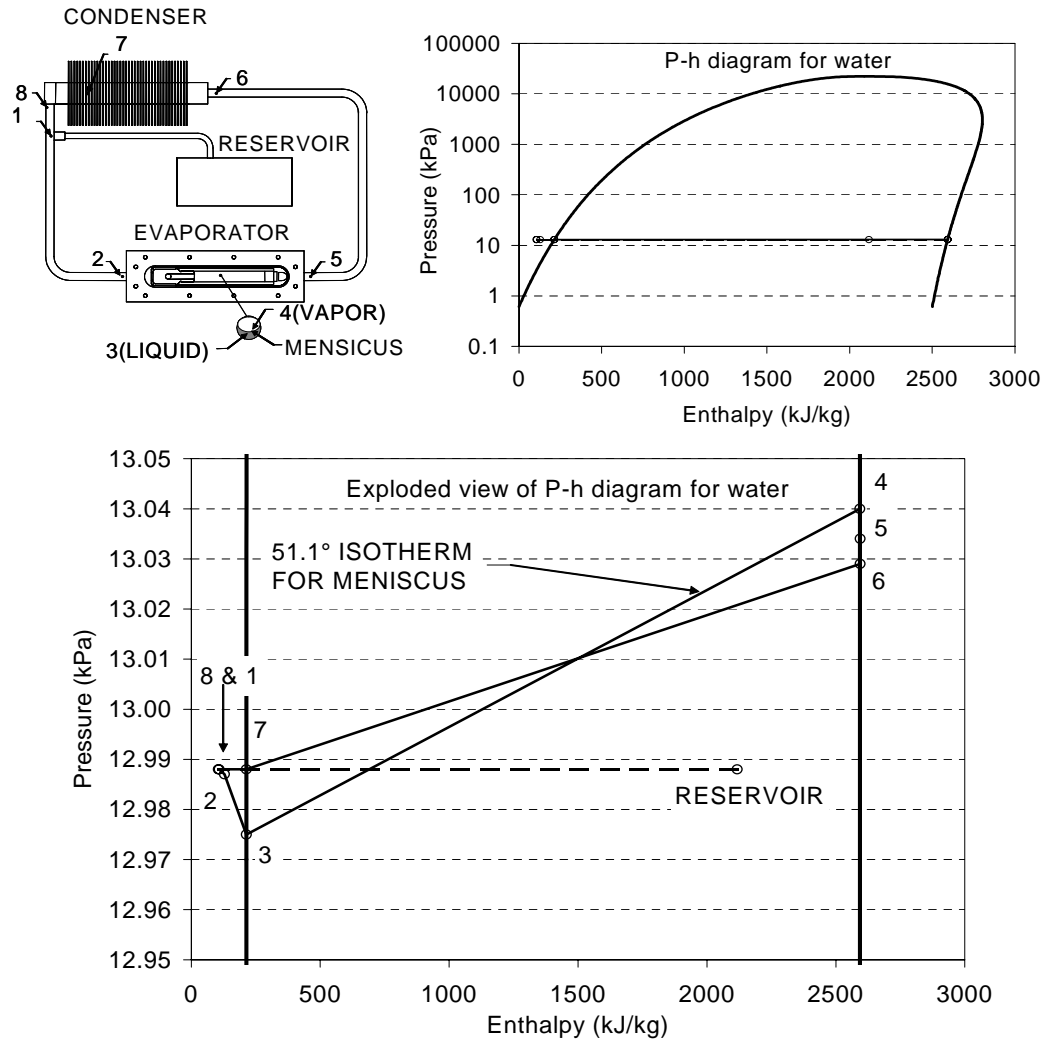 CONDENSER
7
6
8
1
RESERVOIR
EVAPORATOR
2
5
4(VAPOR)
3(LIQUID)
MENSICUS
P-h diagram for water
100000
10000
1000
100
10
1
0.1
Pressure (kPa)
0 500 1000 1500 2000 2500 3000
Enthalpy (kJ/kg)
Exploded view of P-h diagram for water
13.05
13.04
13.03
13.02
13.01
13.00
12.99
12.98
12.97
12.96
12.95
Pressure (kPa)
4
5
6
51.1° ISOTHERM
FOR MENISCUS
8 & 1
7
2
RESERVOIR
3
0 500 1000 1500 2000 2500 3000
Enthalpy (kJ/kg)